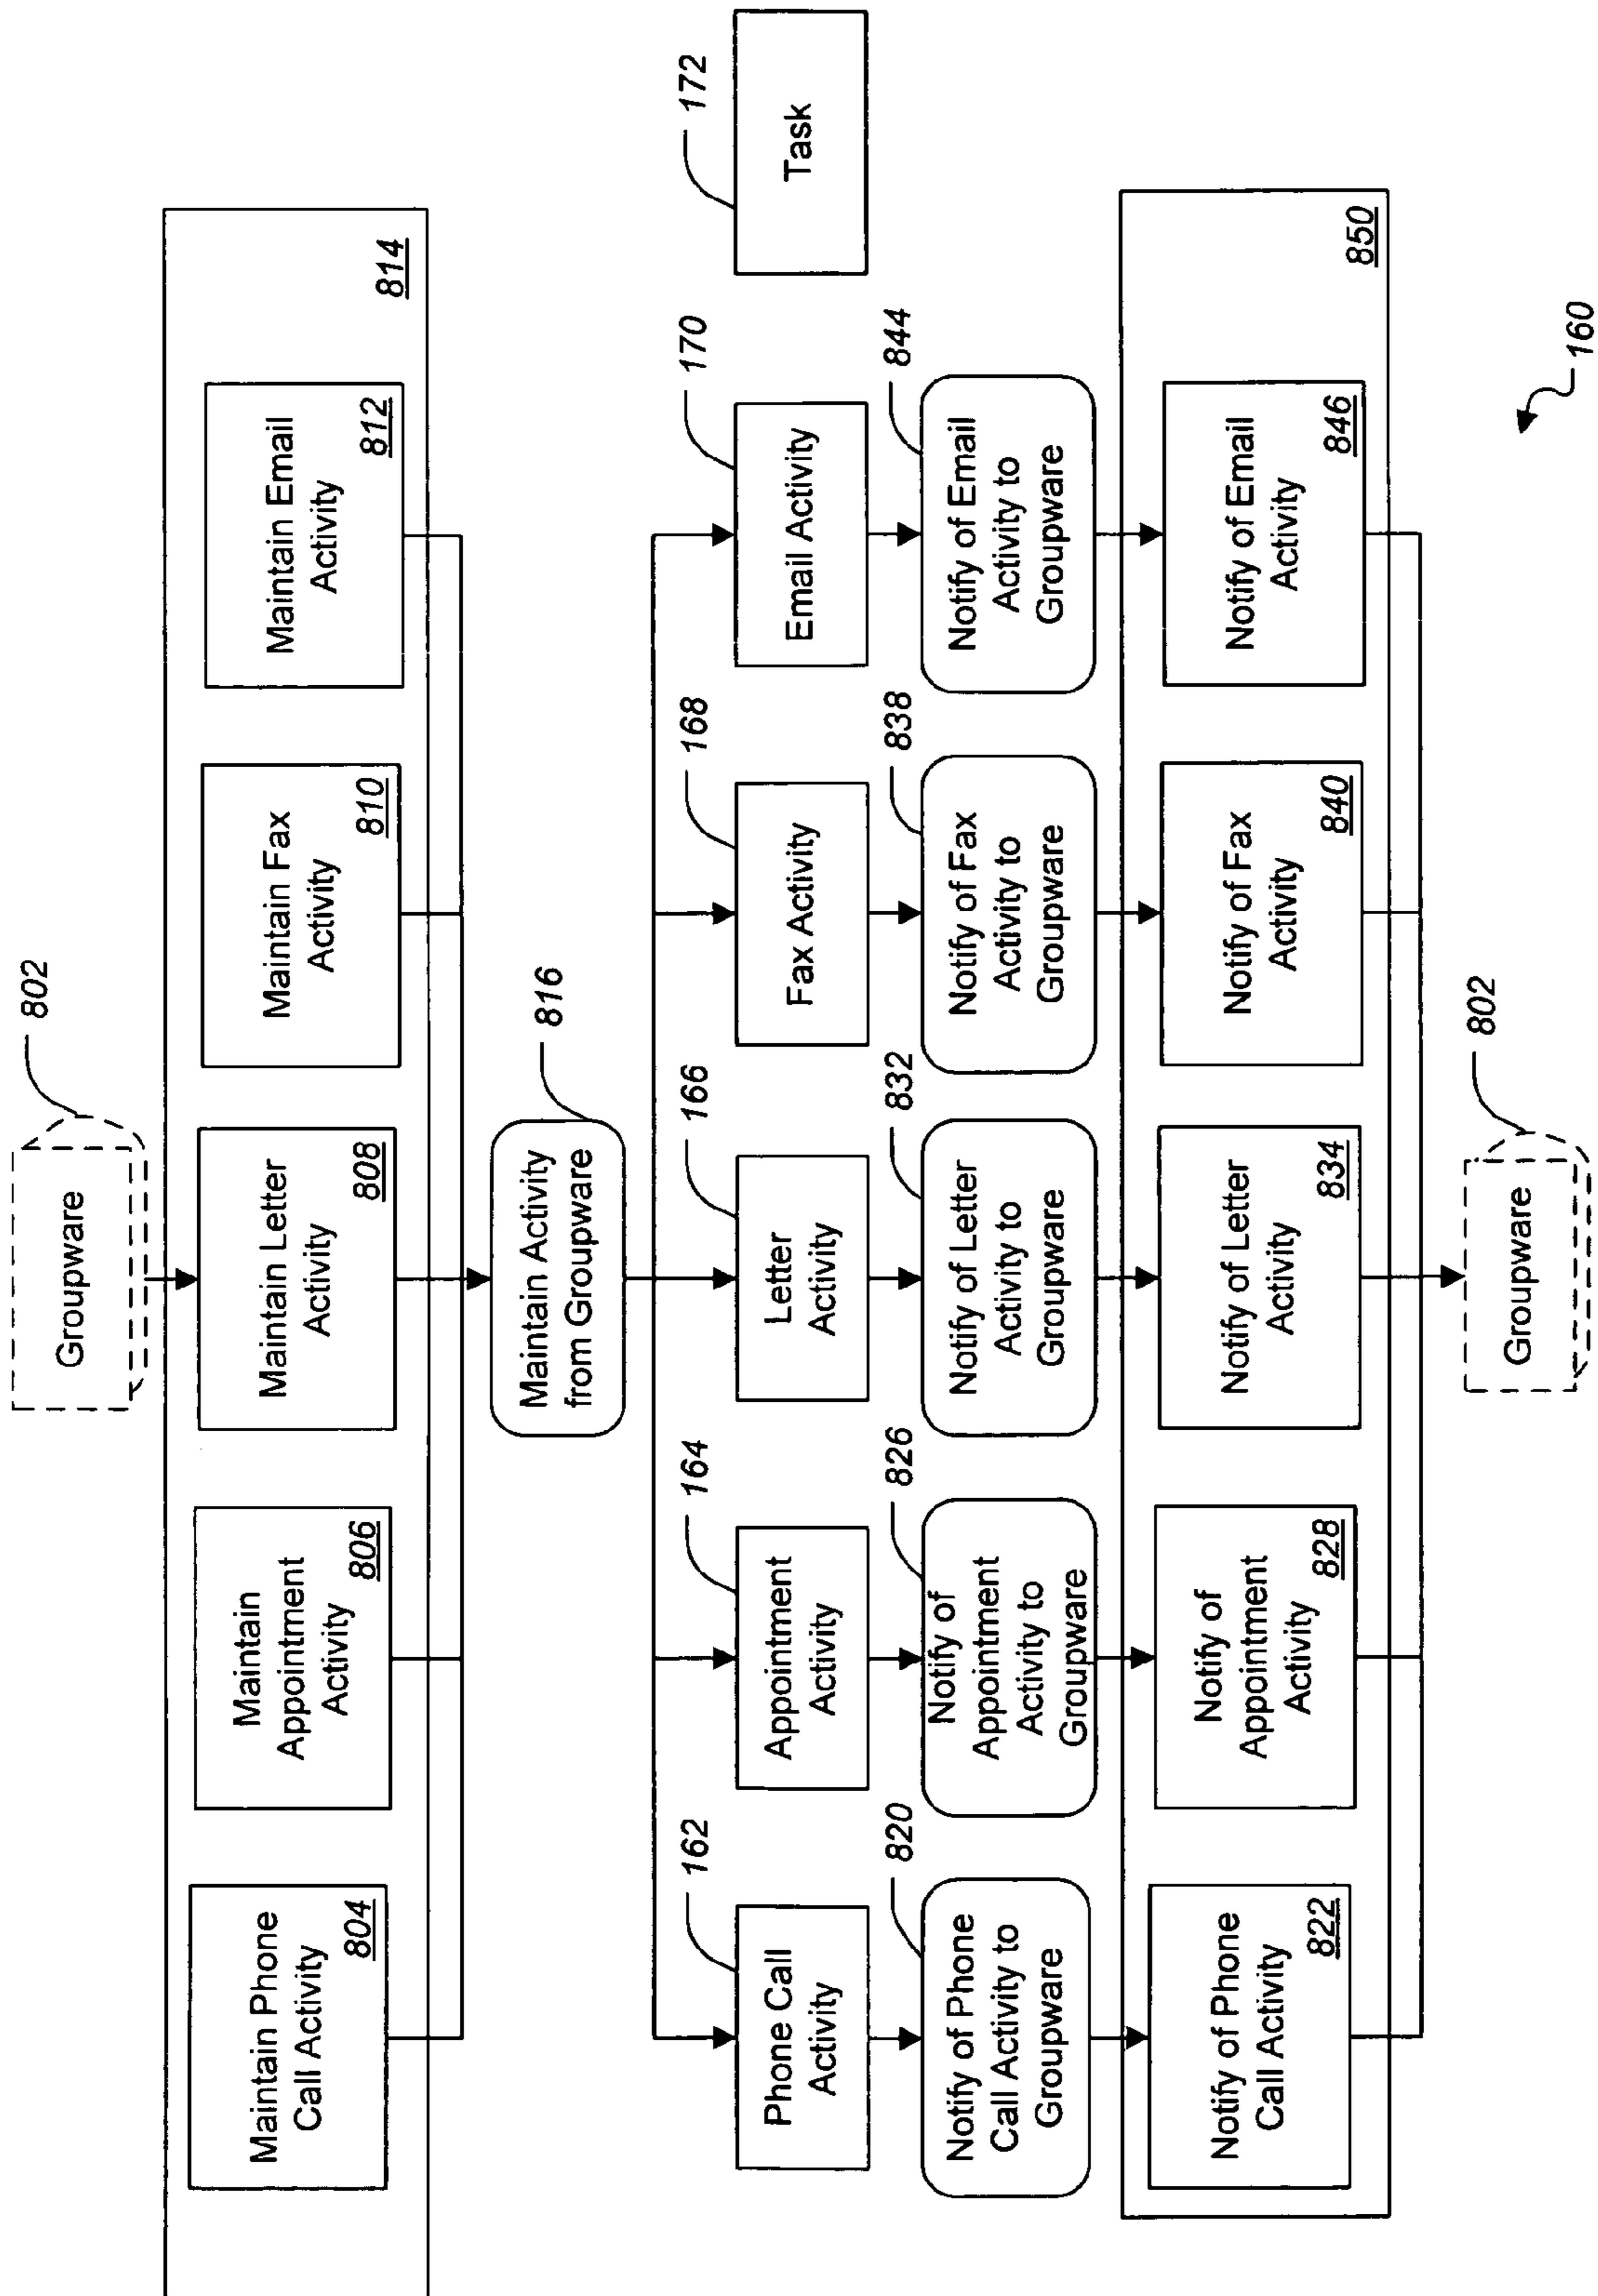 802
Groupware
Maintain Phone
Call Activity
804
Maintain
Appointment
Activity
806
Maintain Letter
Activity
808
Maintain Fax
Activity
810
Maintain Email
Activity
812
814
Maintain Activity
from Groupware
816
162
Phone Call
Activity
164
Appointment
Activity
166
Letter
Activity
168
Fax Activity
170
Email Activity
172
Task
820
Notify of Phone
Call Activity to
Groupware
826
Notify of
Appointment
Activity to
Groupware
832
Notify of Letter
Activity to
Groupware
838
Notify of Fax
Activity to
Groupware
844
Notify of Email
Activity to
Groupware
Notify of Phone
Call Activity
822
Notify of
Appointment
Activity
828
Notify of Letter
Activity
834
Notify of Fax
Activity
840
Notify of Email
Activity
846
850
802
Groupware
160